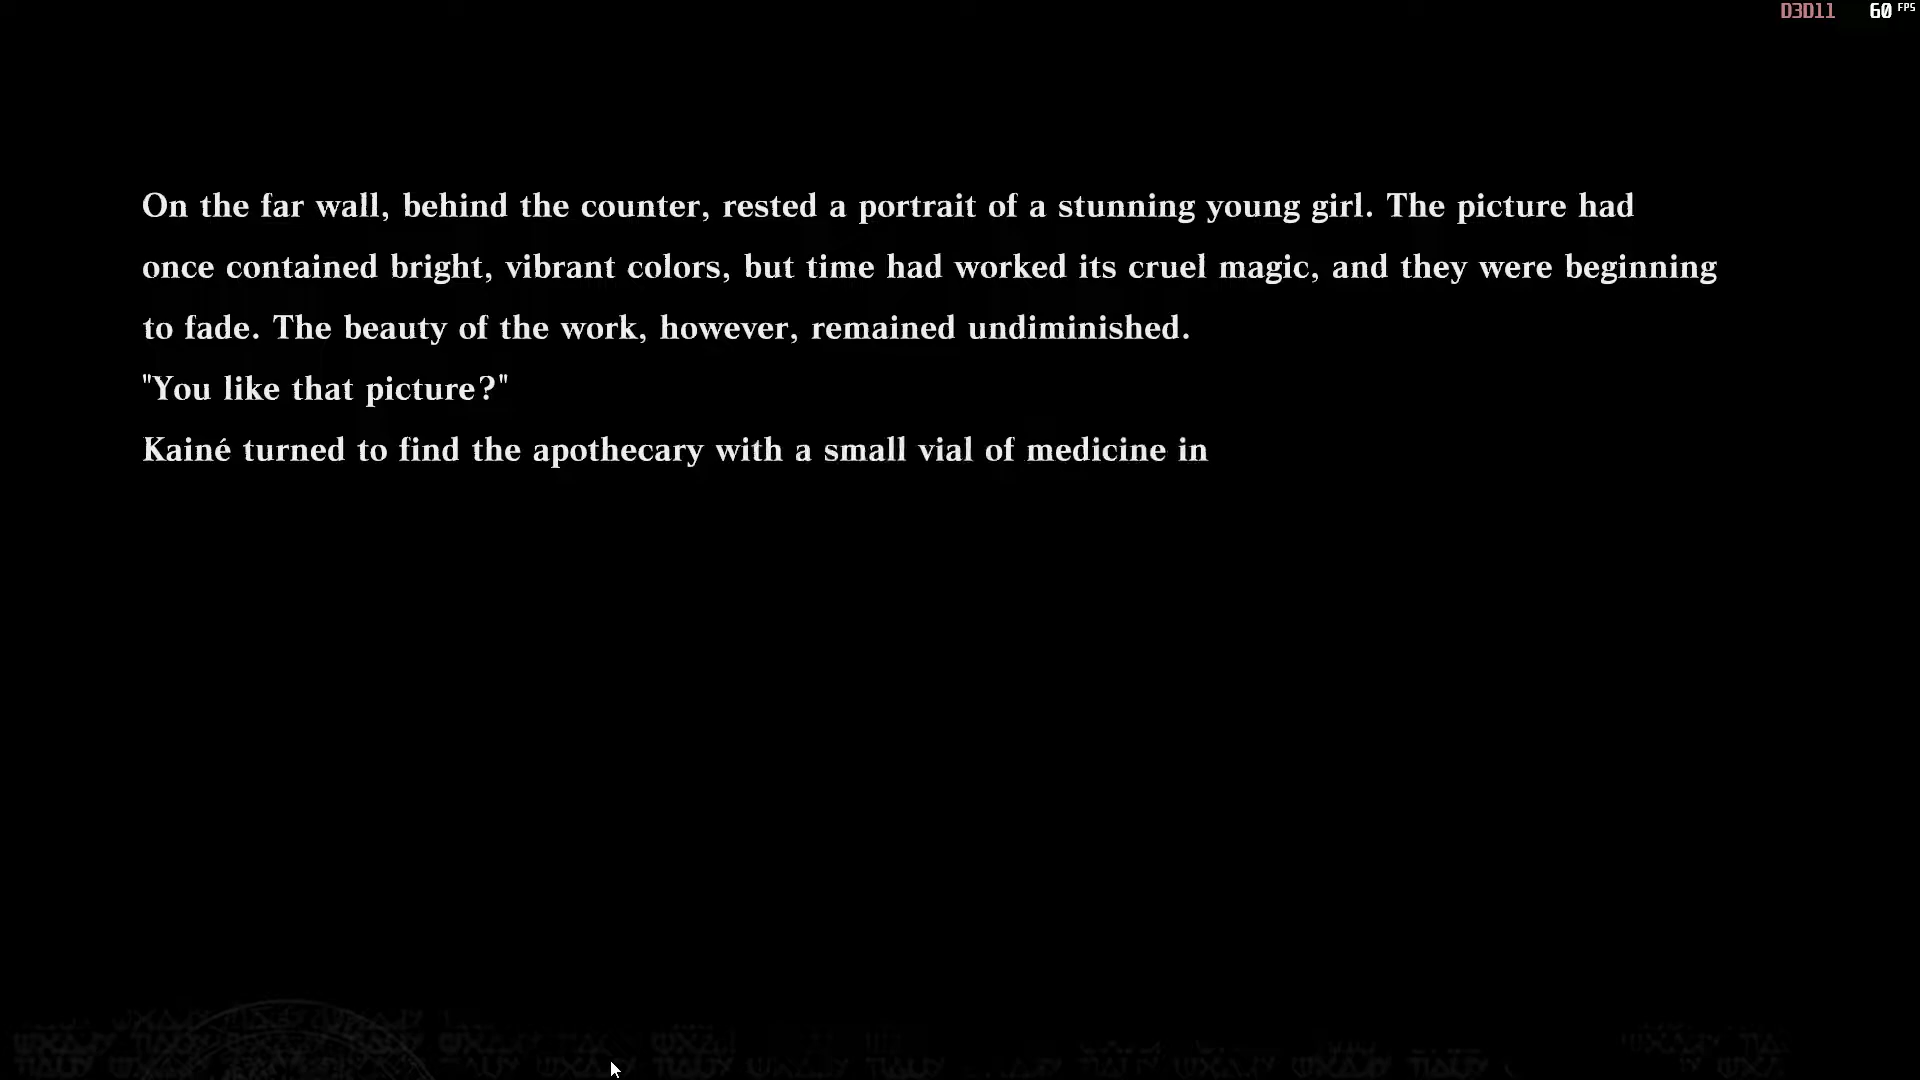 D3D11 60 FPS
On the far wall, behind the counter, rested a portrait of a stunning young girl. The picture had
once contained bright, vibrant colors, but time had worked its cruel magic, and they were beginning
to fade. The beauty of the work, however, remained undiminished.
"You like that picture?"
Kainé turned to find the apothecary with a small vial of medicine in